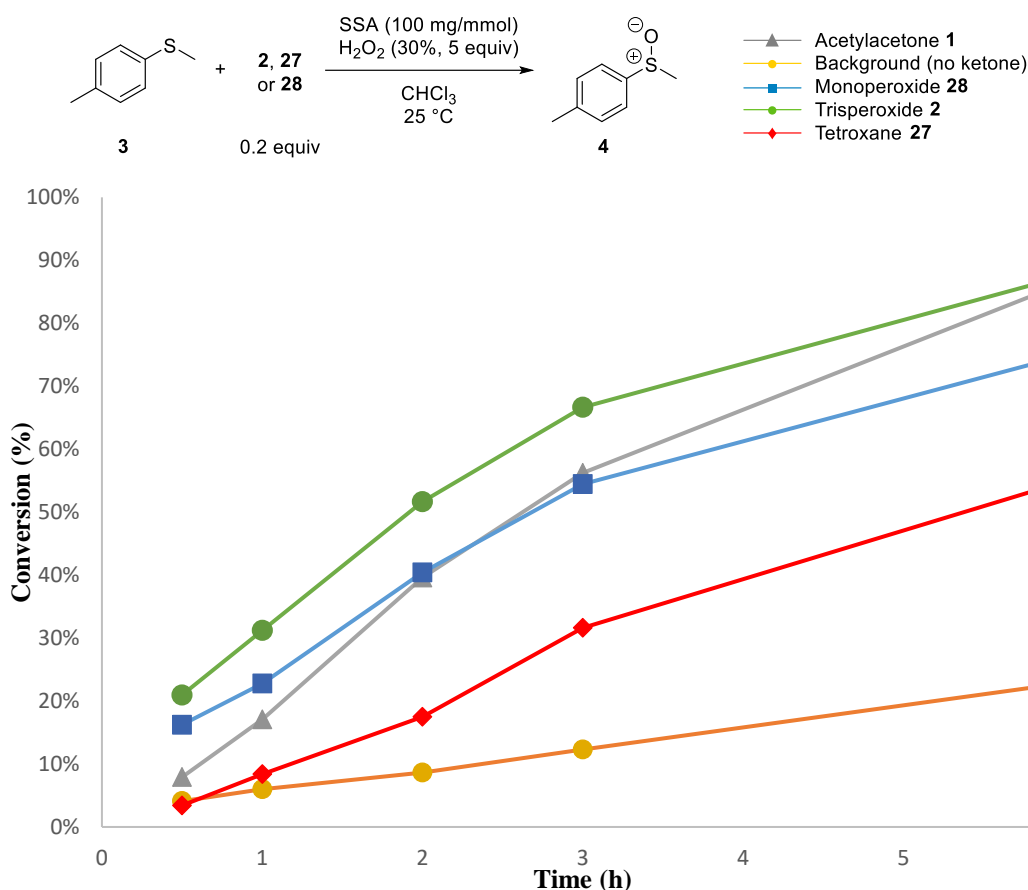 SSA (100 mg/mmol)
H₂O₂ (30%, 5 equiv)
CHCl₃
25 °C
S
+
2, 27
or 28
⊖
O
S
⊕
3
0.2 equiv
4
Acetylacetone 1
Background (no ketone)
Monoperoxide 28
Trisperoxide 2
Tetroxane 27
100%
90%
80%
70%
60%
50%
40%
30%
20%
10%
0%
Conversion (%)
0 1 2 3 4 5
Time (h)